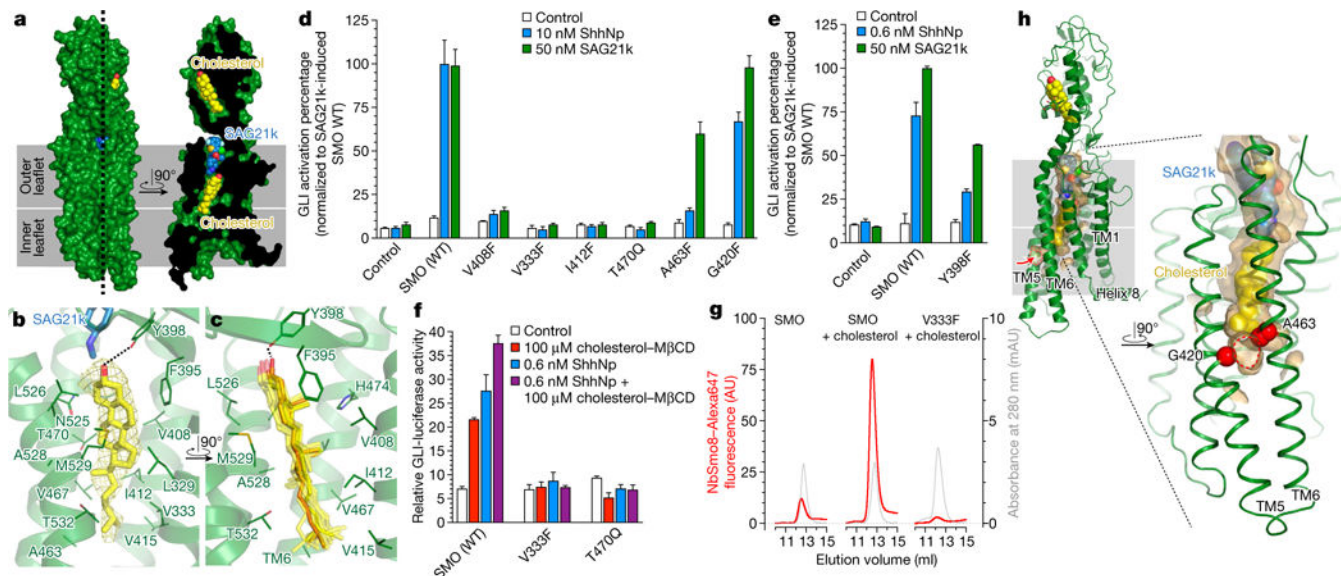 a
Cholesterol
SAG21k
Outer leaflet
Inner leaflet
90°
Cholesterol
b
SAG21k
Y398
F395
L526
N525
T470
V408
A528
M529
I412
L329
V467
V333
T532
V415
A463
90°
c
Y398
F395
L526
H474
V408
M529
I412
A528
V467
T532
V415
TM6
d
Control
10 nM ShhNp
50 nM SAG21k
GLI activation percentage
(normalized to SAG21k-induced
SMO WT)
125
100
75
50
25
0
Control
SMO (WT)
V408F
V333F
I412F
T470Q
A463F
G420F
e
Control
0.6 nM ShhNp
50 nM SAG21k
GLI activation percentage
(normalized to SAG21k-induced
SMO WT)
125
100
75
50
25
0
Control
SMO (WT)
Y398F
f
Control
100 μM cholesterol–MβCD
0.6 nM ShhNp
0.6 nM ShhNp +
100 μM cholesterol–MβCD
Relative GLI-luciferase activity
40
35
30
25
20
15
10
5
0
SMO (WT)
V333F
T470Q
g
SMO
SMO
+ cholesterol
V333F
+ cholesterol
NbSmo8–Alexa647
fluorescence (AU)
100
75
50
25
0
10
5
0
Absorbance at 280 nm (mAU)
11 13 15
11 13 15
11 13 15
Elution volume (ml)
h
TM1
TM5
TM6
Helix 8
90°
SAG21k
Cholesterol
A463
G420
TM5
TM6